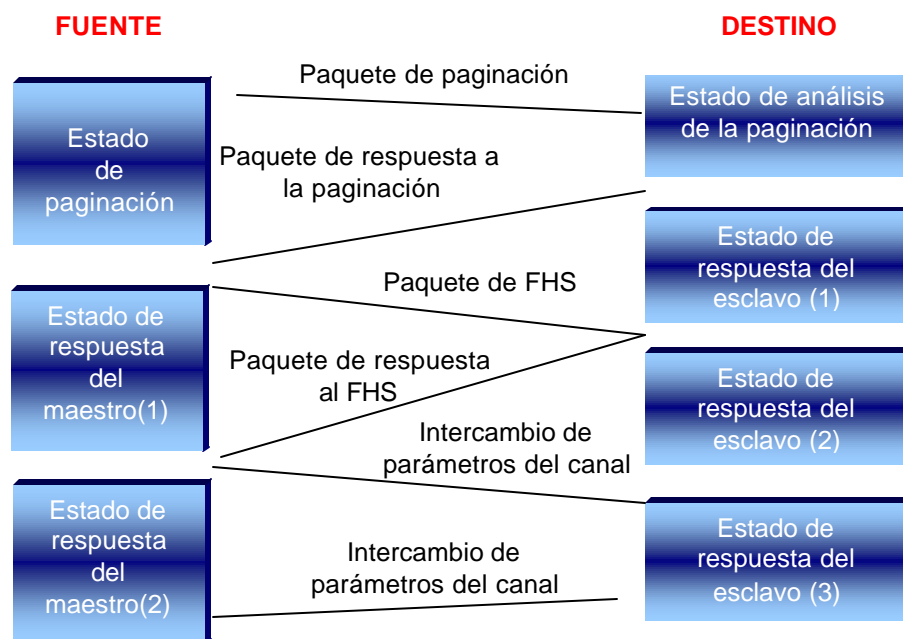 FUENTE
DESTINO
Paquete de paginación
Estado
de
paginación
Estado de análisis
de la paginación
Paquete de respuesta a
la paginación
Estado de
respuesta del
esclavo (1)
Paquete de FHS
Estado de
respuesta
del
maestro(1)
Paquete de respuesta
al FHS
Estado de
respuesta del
esclavo (2)
Intercambio de
parámetros del canal
Estado de
respuesta
del
maestro(2)
Estado de
respuesta del
esclavo (3)
Intercambio de
parámetros del canal